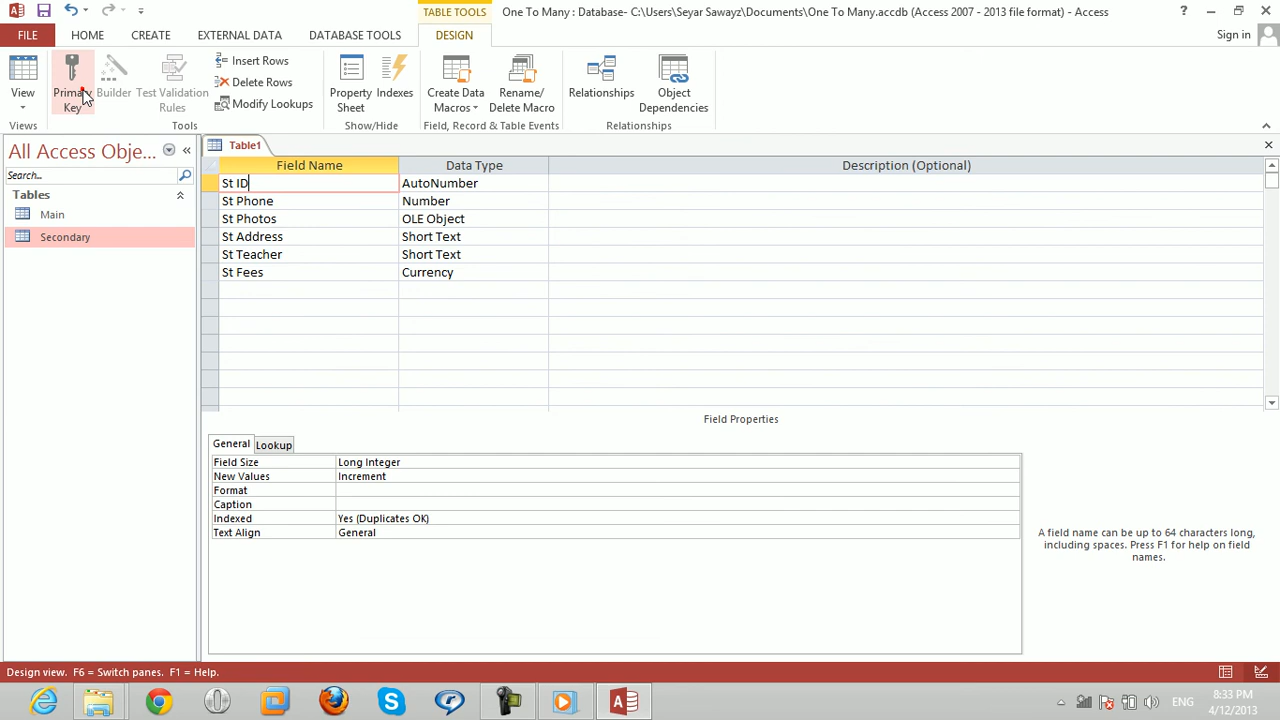 TABLE TOOLS
One To Many : Database- C:\Users\Seyar Sawayz\Documents\One To Many.accdb (Access 2007 - 2013 file format) - Access
?
FILE HOME CREATE EXTERNAL DATA DATABASE TOOLS DESIGN Sign in
View
Primary Key
Builder
Test Validation Rules
Insert Rows
Delete Rows
Modify Lookups
Property Sheet
Indexes
Create Data Macros
Rename/ Delete Macro
Relationships
Object Dependencies
Views Tools Show/Hide Field, Record & Table Events Relationships
All Access Obje...
Search...
Tables
Main
Secondary
Table1
Field Name Data Type Description (Optional)
St ID AutoNumber
St Phone Number
St Photos OLE Object
St Address Short Text
St Teacher Short Text
St Fees Currency
Field Properties
General Lookup
Field Size Long Integer
New Values Increment
Format
Caption
Indexed Yes (Duplicates OK)
Text Align General
A field name can be up to 64 characters long,
including spaces. Press F1 for help on field
names.
Design view. F6 = Switch panes. F1 = Help.
ENG
8:33 PM
4/12/2013